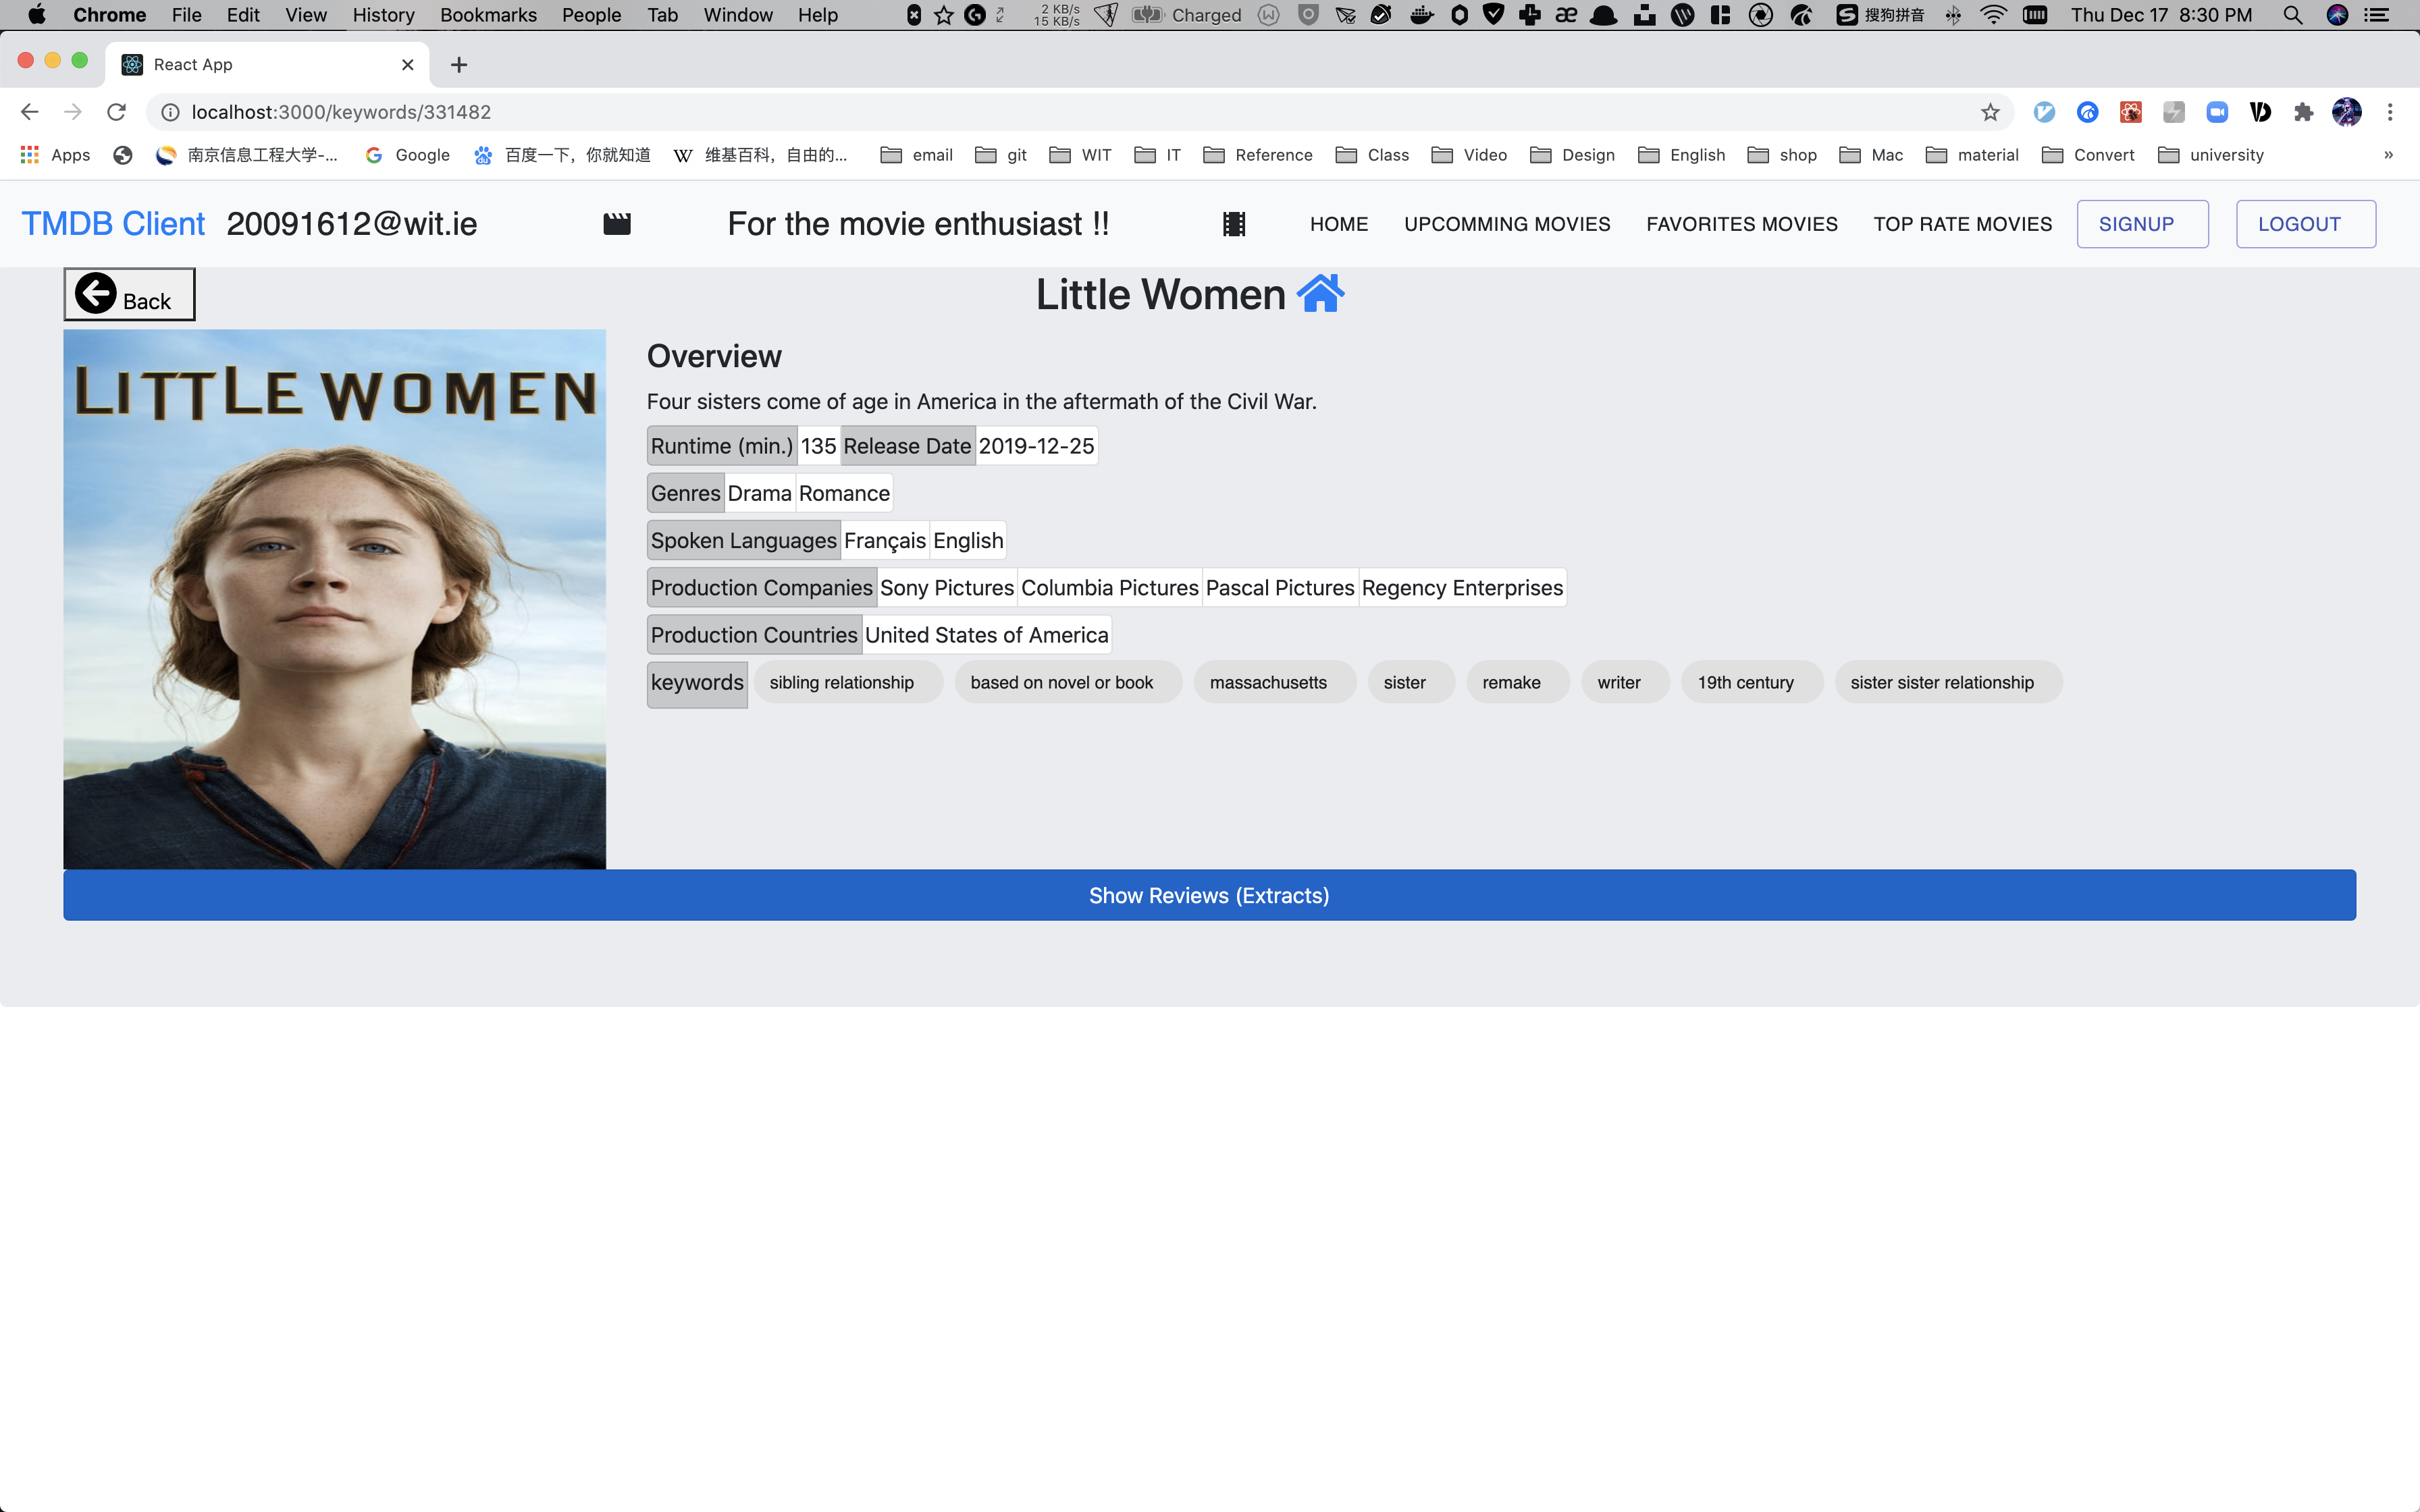 Chrome File Edit View History Bookmarks People Tab Window Help 2 KB/s 15 KB/s Charged 搜狗拼音 Thu Dec 17 8:30 PM
React App
localhost:3000/keywords/331482
Apps 南京信息工程大学-... Google 百度一下，你就知道 W 维基百科，自由的... email git WIT IT Reference Class Video Design English shop Mac material Convert university »
TMDB Client 20091612@wit.ie For the movie enthusiast !! HOME UPCOMMING MOVIES FAVORITES MOVIES TOP RATE MOVIES SIGNUP LOGOUT
Back Little Women
LITTLE WOMEN
Overview
Four sisters come of age in America in the aftermath of the Civil War.
Runtime (min.) 135 Release Date 2019-12-25
Genres Drama Romance
Spoken Languages Français English
Production Companies Sony Pictures Columbia Pictures Pascal Pictures Regency Enterprises
Production Countries United States of America
keywords sibling relationship based on novel or book massachusetts sister remake writer 19th century sister sister relationship
Show Reviews (Extracts)